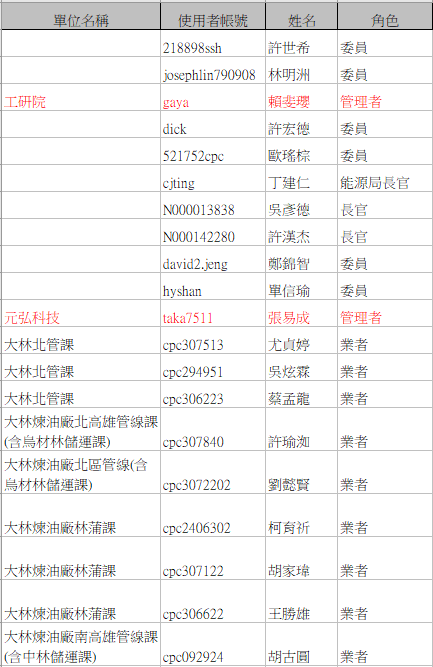 單位名稱 使用者帳號 姓名 角色
218898ssh 許世希 委員
josephlin790908 林明洲 委員
工研院 gaya 賴斐瓔 管理者
dick 許宏德 委員
521752cpc 歐瑤棕 委員
cjting 丁建仁 能源局長官
N000013838 吳彥德 長官
N000142280 許漢杰 長官
david2.jeng 鄭錦智 委員
hyshan 單信瑜 委員
元弘科技 taka7511 張易成 管理者
大林北管課 cpc307513 尤貞婷 業者
大林北管課 cpc294951 吳炫霖 業者
大林北管課 cpc306223 蔡孟龍 業者
大林煉油廠北高雄管線課
(含烏材林儲運課) cpc307840 許瑜洳 業者
大林煉油廠北區管線(含
烏材林儲運課) cpc3072202 劉懿賢 業者
大林煉油廠林蒲課 cpc2406302 柯育祈 業者
大林煉油廠林蒲課 cpc307122 胡家瑋 業者
大林煉油廠林蒲課 cpc306622 王勝雄 業者
大林煉油廠南高雄管線課
(含中林儲運課) cpc092924 胡古圓 業者